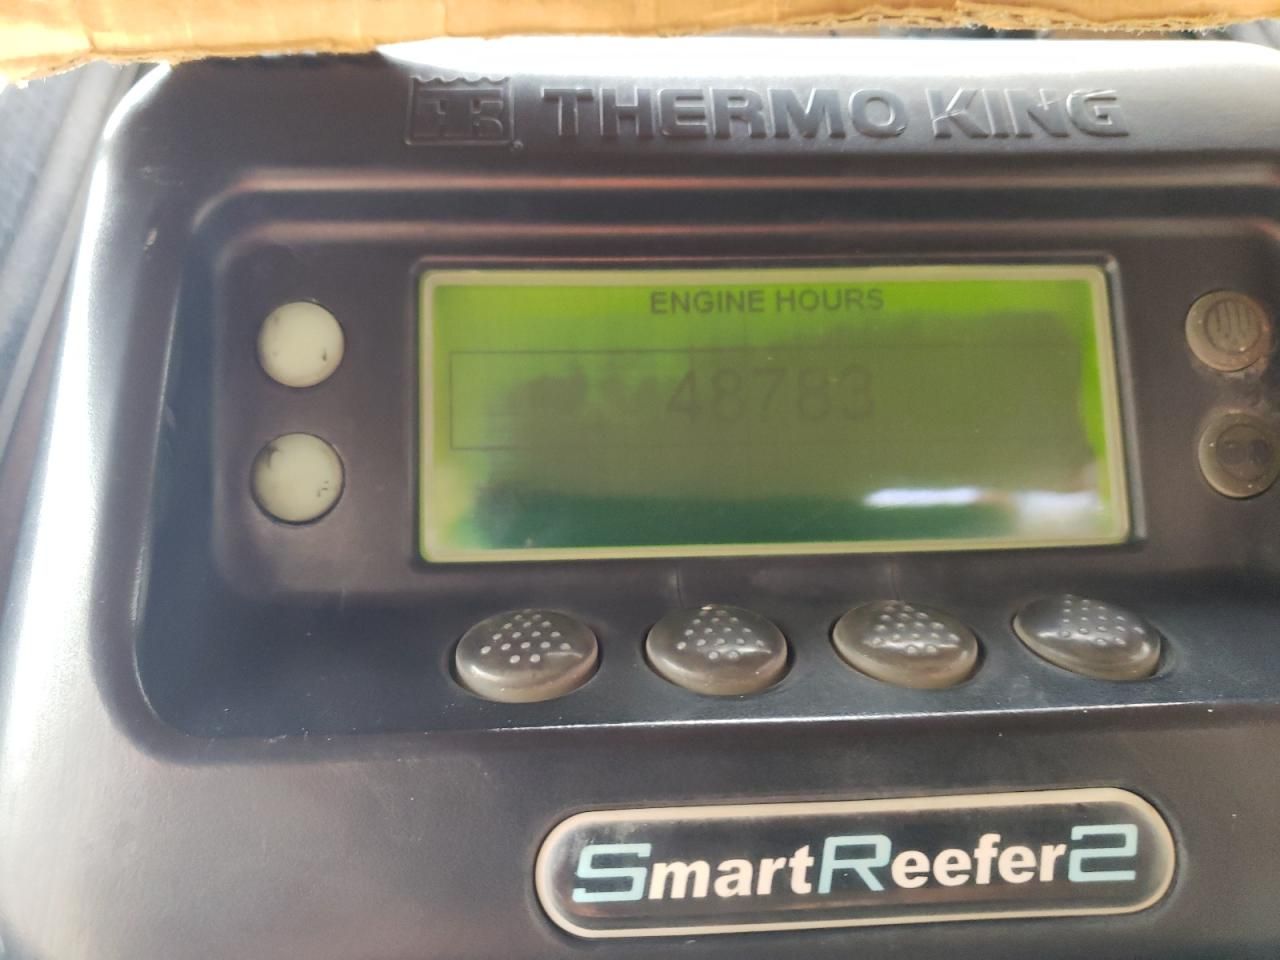 THERMO KING
ENGINE HOURS
48783
SmartReefer2